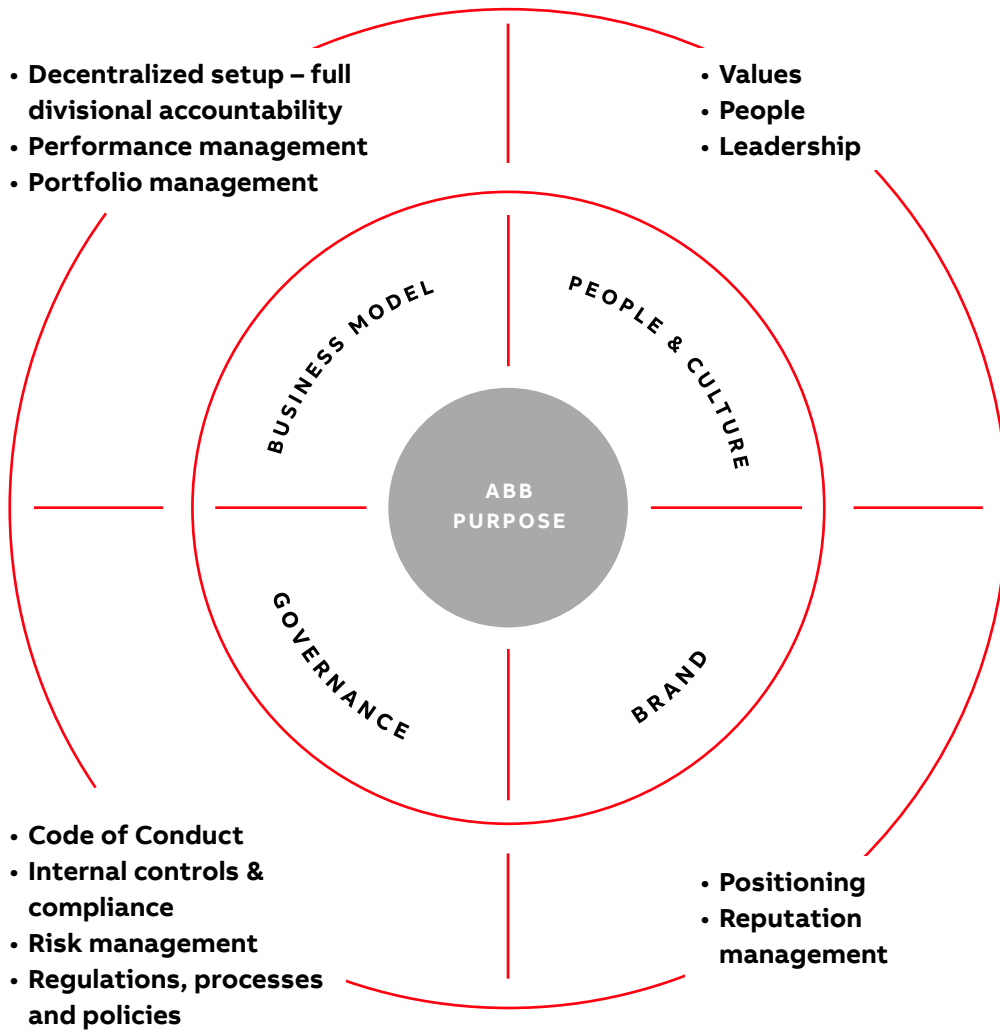 • Decentralized setup – full
divisional accountability
• Performance management
• Portfolio management
• Values
• People
• Leadership
BUSINESS MODEL
PEOPLE & CULTURE
ABB
PURPOSE
GOVERNANCE
BRAND
• Code of Conduct
• Internal controls &
compliance
• Risk management
• Regulations, processes
and policies
• Positioning
• Reputation
management